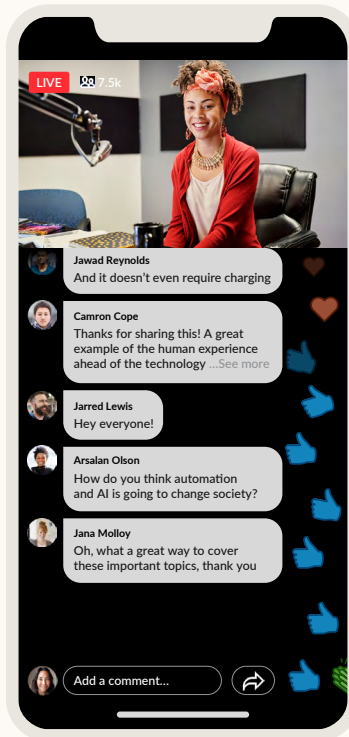 LIVE 7.5k
Jawad Reynolds
And it doesn't even require charging
Camron Cope
Thanks for sharing this! A great
example of the human experience
ahead of the technology ...See more
Jarred Lewis
Hey everyone!
Arsalan Olson
How do you think automation
and AI is going to change society?
Jana Molloy
Oh, what a great way to cover
these important topics, thank you
Add a comment...